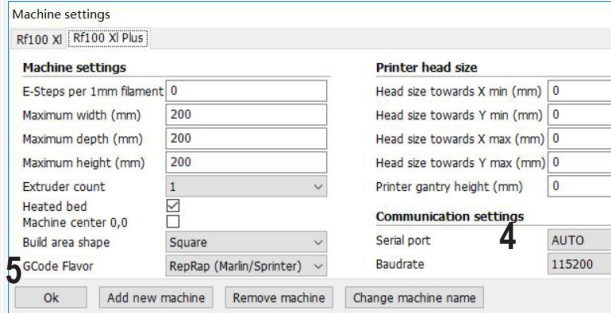 Machine settings
Rf100 Xl Rf100 Xl Plus
Machine settings
E-Steps per 1mm filament 0
Maximum width (mm) 200
Maximum depth (mm) 200
Maximum height (mm) 200
Extruder count 1
Heated bed
Machine center 0,0
Build area shape Square
5 GCode Flavor RepRap (Marlin/Sprinter)
Printer head size
Head size towards X min (mm) 0
Head size towards Y min (mm) 0
Head size towards X max (mm) 0
Head size towards Y max (mm) 0
Printer gantry height (mm) 0
Communication settings
Serial port 4 AUTO
Baudrate 115200
Ok Add new machine Remove machine Change machine name